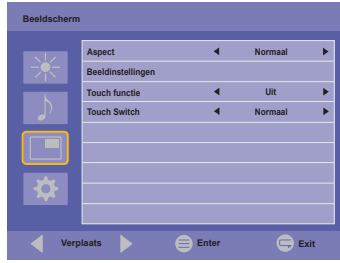 Beeldscherm
Aspect Normaal
Beeldinstellingen
Touch functie Uit
Touch Switch Normaal
Verplaats Enter Exit